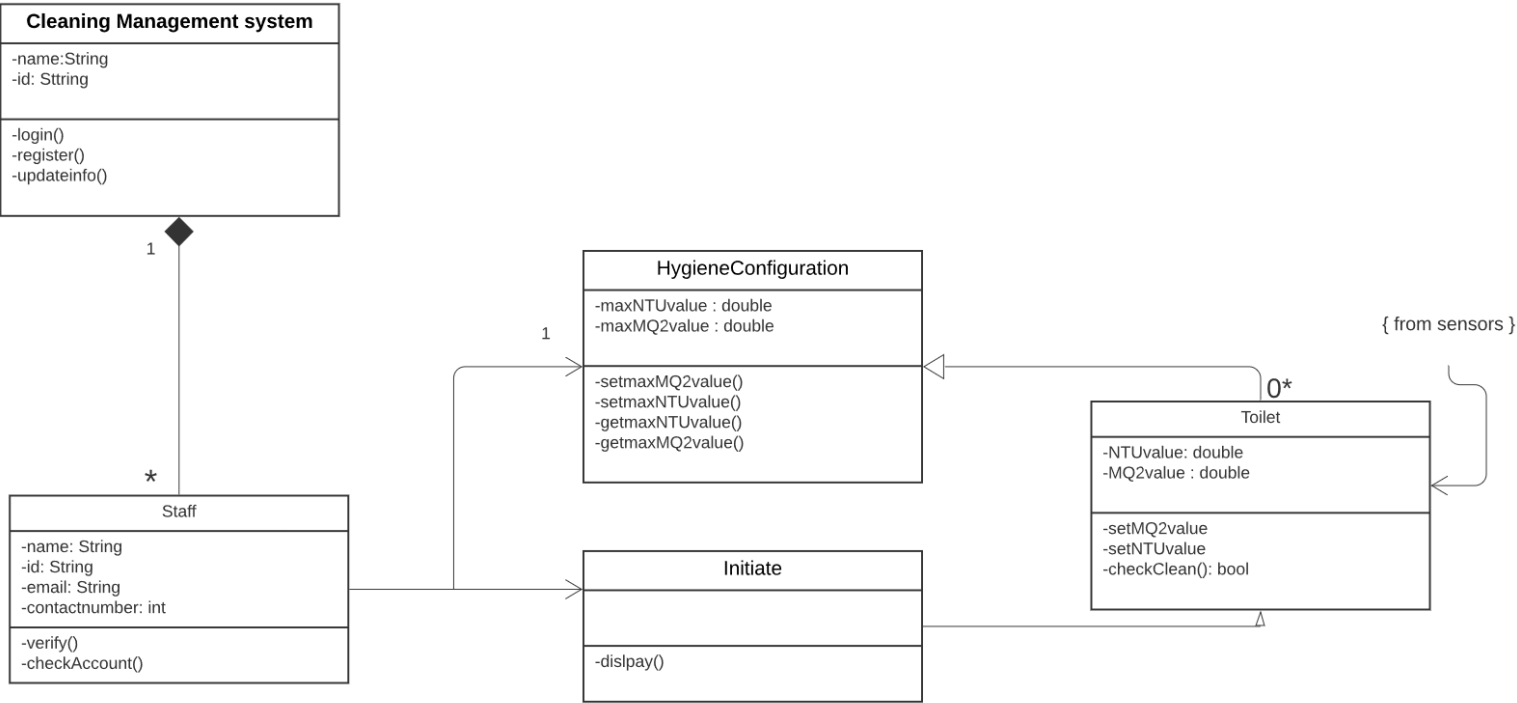 Cleaning Management system
-name:String
-id: Sttring
-login()
-register()
-updateinfo()
1
*
Staff
-name: String
-id: String
-email: String
-contactnumber: int
-verify()
-checkAccount()
1
HygieneConfiguration
-maxNTUvalue : double
-maxMQ2value : double
-setmaxMQ2value()
-setmaxNTUvalue()
-getmaxNTUvalue()
-getmaxMQ2value()
Initiate
-dislpay()
{ from sensors }
0*
Toilet
-NTUvalue: double
-MQ2value : double
-setMQ2value
-setNTUvalue
-checkClean(): bool